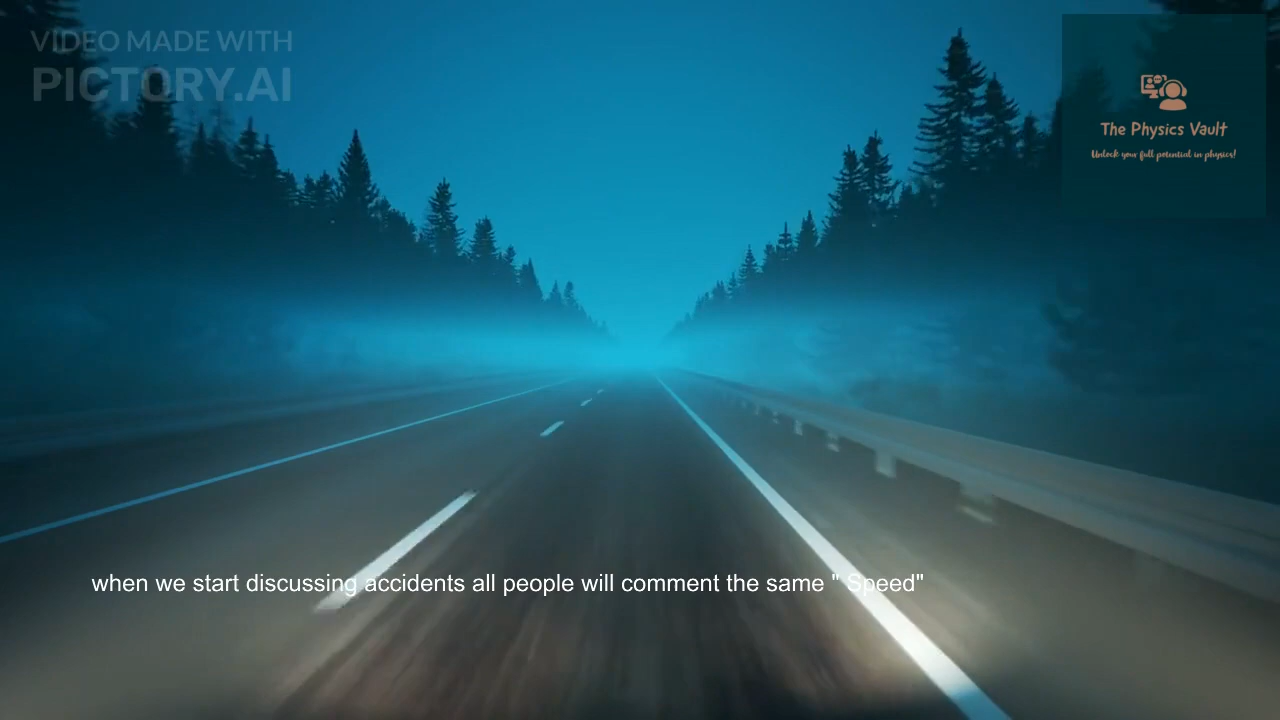 VIDEO MADE WITH
PICTORY.AI
The Physics Vault
Unlock your full potential in physics!
when we start discussing accidents all people will comment the same " Speed"